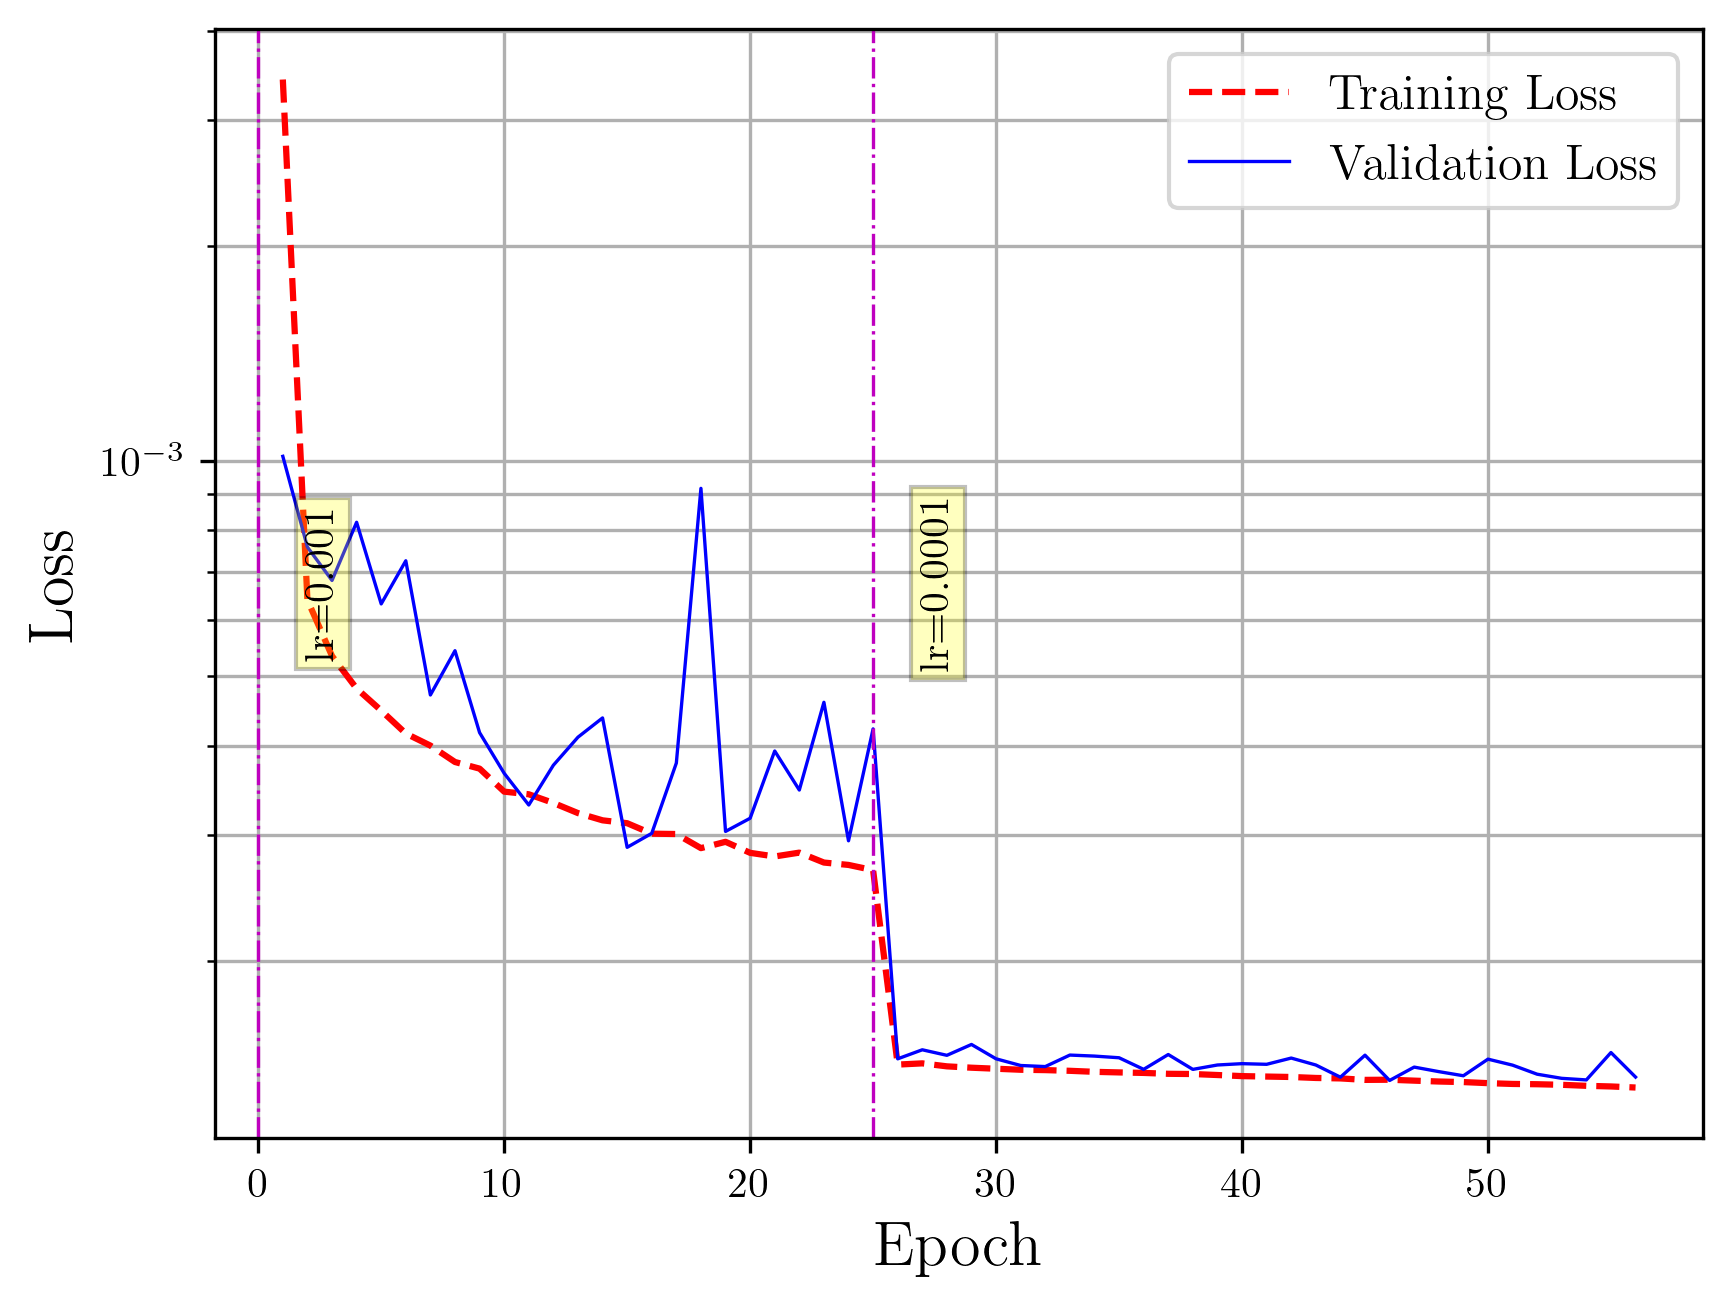 Training Loss
Validation Loss
10⁻³
Loss
lr=0.001
lr=0.0001
0 10 20 30 40 50
Epoch